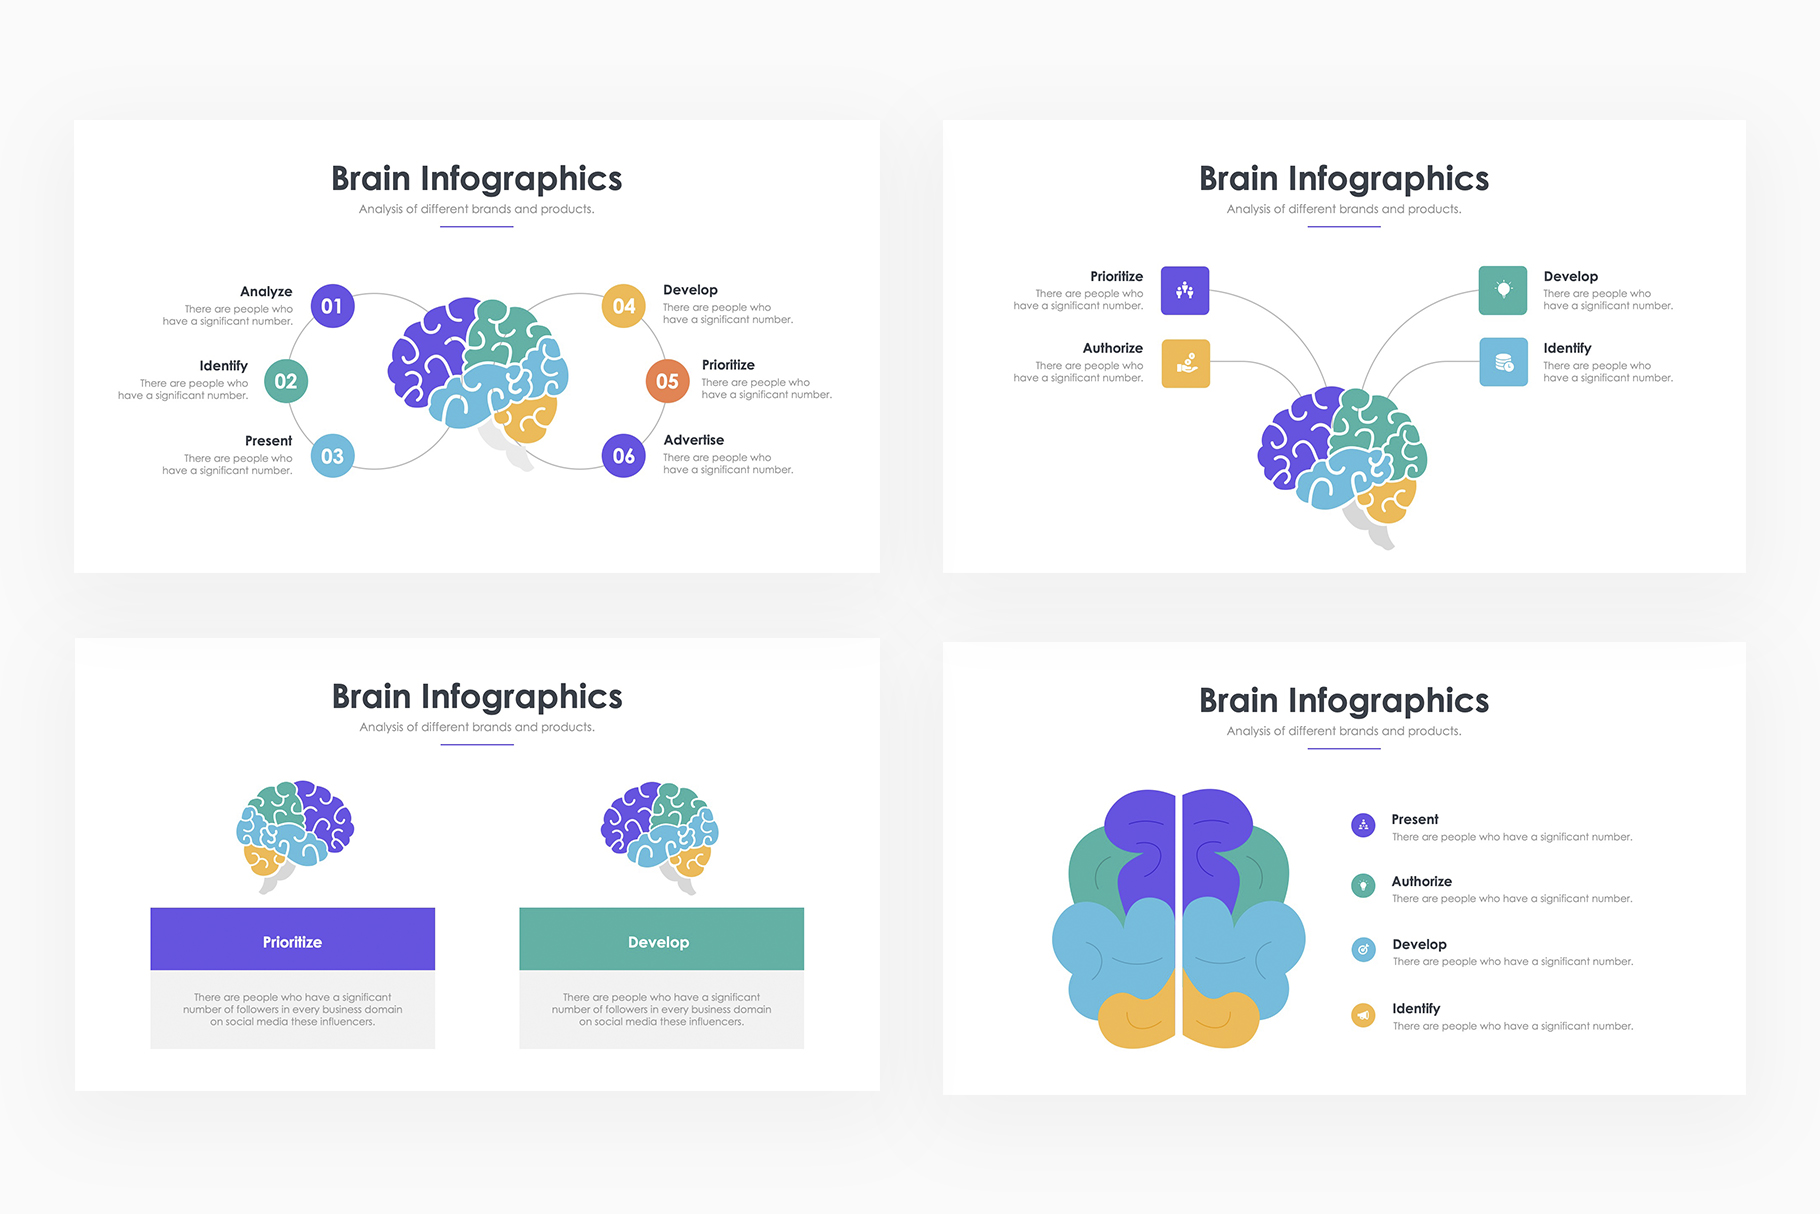 Brain Infographics
Analysis of different brands and products.
Analyze
There are people who
have a significant number.
01
Identify
There are people who
have a significant number.
02
Present
There are people who
have a significant number.
03
04
Develop
There are people who
have a significant number.
05
Prioritize
There are people who
have a significant number.
06
Advertise
There are people who
have a significant number.
Brain Infographics
Analysis of different brands and products.
Prioritize
There are people who
have a significant number.
Authorize
There are people who
have a significant number.
Develop
There are people who
have a significant number.
Identify
There are people who
have a significant number.
Brain Infographics
Analysis of different brands and products.
Prioritize
There are people who have a significant
number of followers in every business domain
on social media these influencers.
Develop
There are people who have a significant
number of followers in every business domain
on social media these influencers.
Brain Infographics
Analysis of different brands and products.
Present
There are people who have a significant number.
Authorize
There are people who have a significant number.
Develop
There are people who have a significant number.
Identify
There are people who have a significant number.